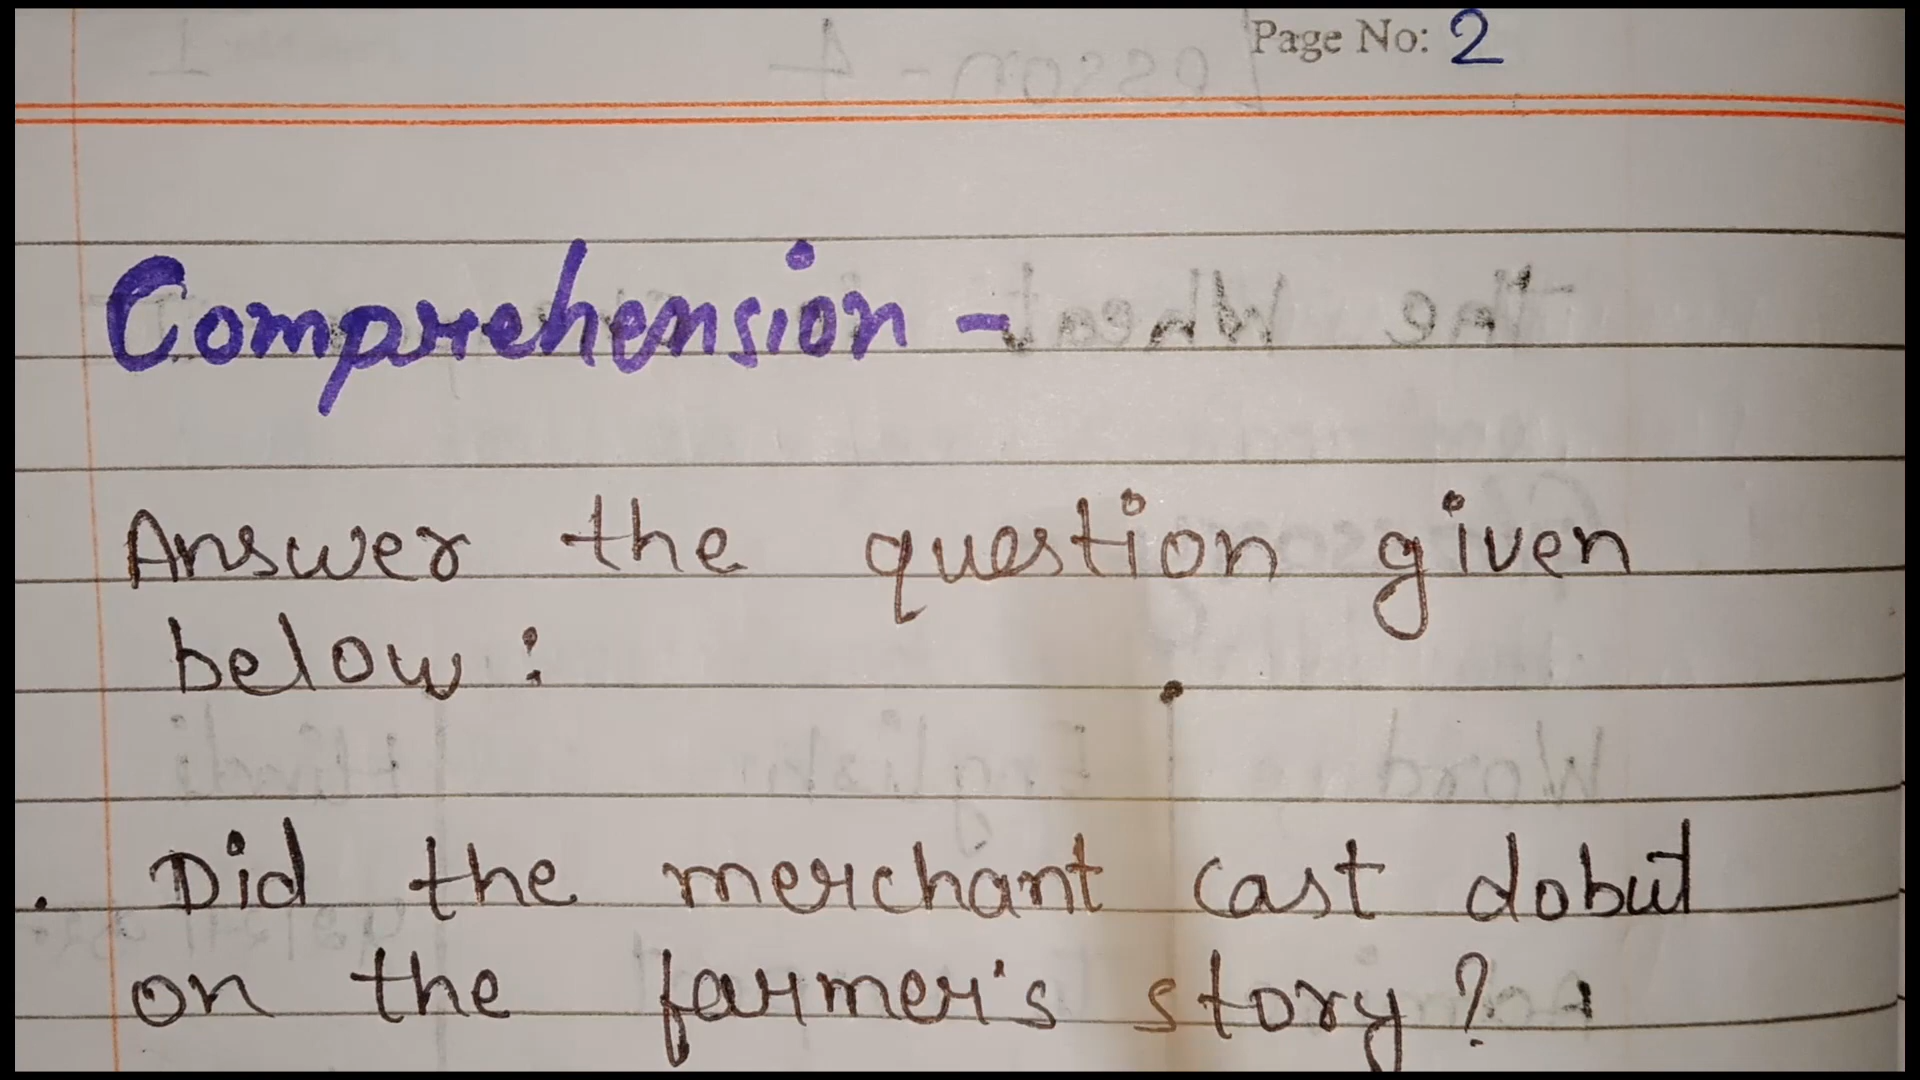 Page No: 2
Comprehension -
Answer the question given
below :
. Did the merchant cast dobut
on the farmer's story ?